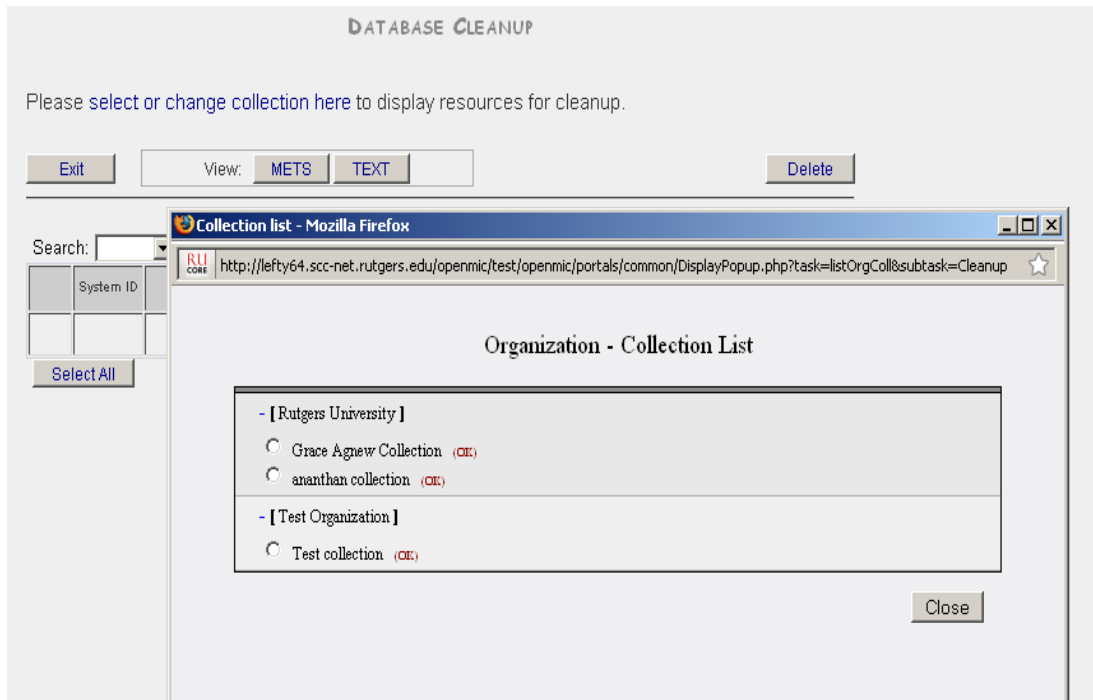 DATABASE CLEANUP
Please select or change collection here to display resources for cleanup.
Exit View: METS TEXT Delete
Collection list - Mozilla Firefox
Search:
RU CORE http://lefty64.scc-net.rutgers.edu/openmic/test/openmic/portals/common/DisplayPopup.php?task=listOrgColl&subtask=Cleanup
System ID
Organization - Collection List
Select All
- [ Rutgers University ]
Grace Agnew Collection (OK)
ananthan collection (OK)
- [ Test Organization ]
Test collection (OK)
Close